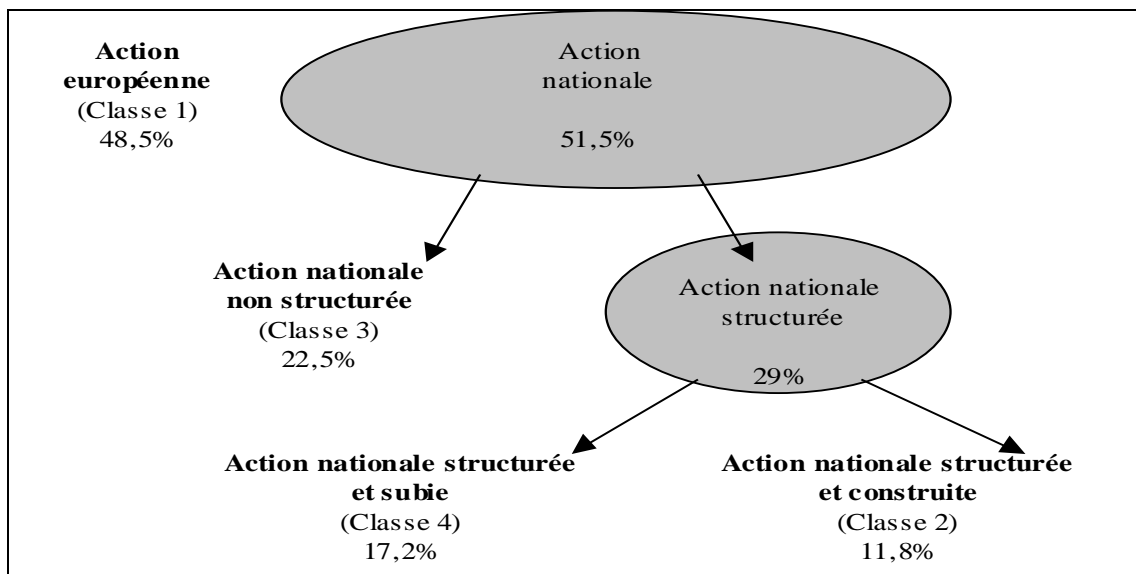 Action
européenne
(Classe 1)
48,5%
Action
nationale
51,5%
Action nationale
non structurée
(Classe 3)
22,5%
Action nationale
structurée
29%
Action nationale structurée
et subie
(Classe 4)
17,2%
Action nationale structurée
et construite
(Classe 2)
11,8%